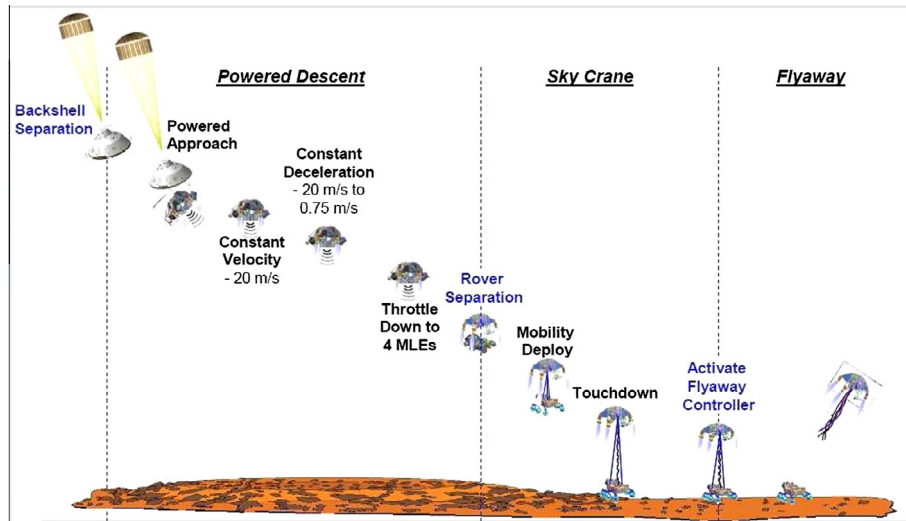 Powered Descent
Sky Crane
Flyaway
Backshell
Separation
Powered
Approach
Constant
Deceleration
- 20 m/s to
0.75 m/s
Constant
Velocity
- 20 m/s
Throttle
Down to
4 MLEs
Rover
Separation
Mobility
Deploy
Touchdown
Activate
Flyaway
Controller